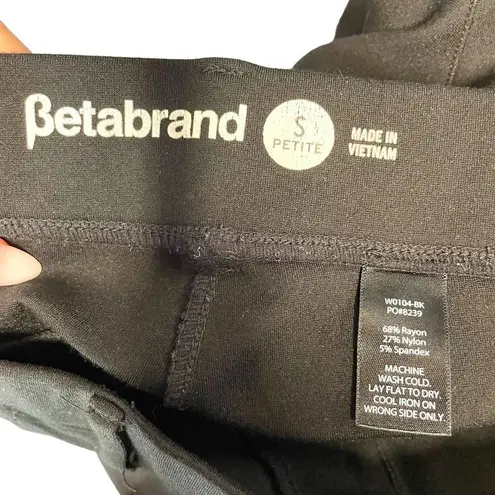 βetabrand
S
PETITE
MADE IN
VIETNAM
W0104-BK
PO#8239
68% Rayon
27% Nylon
5% Spandex
MACHINE
WASH COLD.
LAY FLAT TO DRY.
COOL IRON ON
WRONG SIDE ONLY.